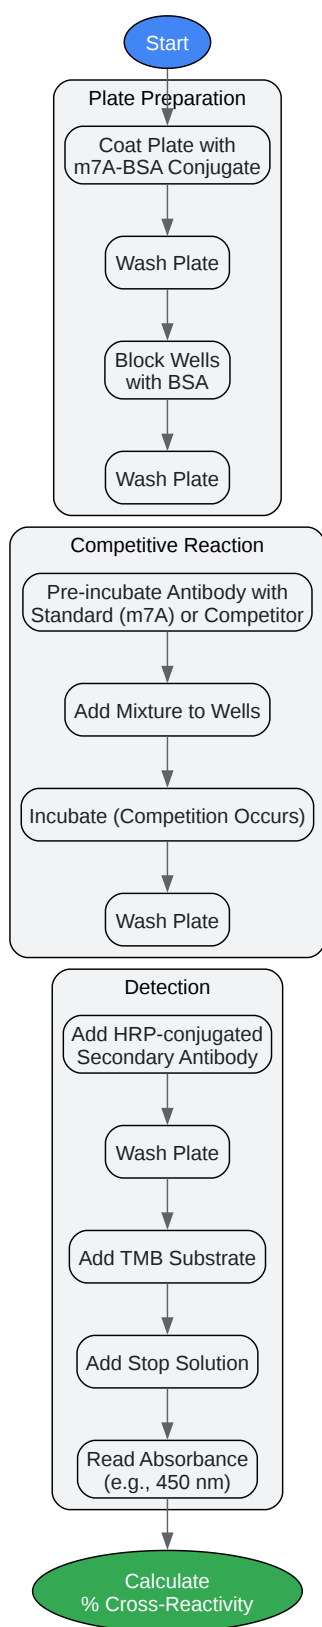 Start
Plate Preparation
Coat Plate with
m7A-BSA Conjugate
Wash Plate
Block Wells
with BSA
Wash Plate
Competitive Reaction
Pre-incubate Antibody with
Standard (m7A) or Competitor
Add Mixture to Wells
Incubate (Competition Occurs)
Wash Plate
Detection
Add HRP-conjugated
Secondary Antibody
Wash Plate
Add TMB Substrate
Add Stop Solution
Read Absorbance
(e.g., 450 nm)
Calculate
% Cross-Reactivity